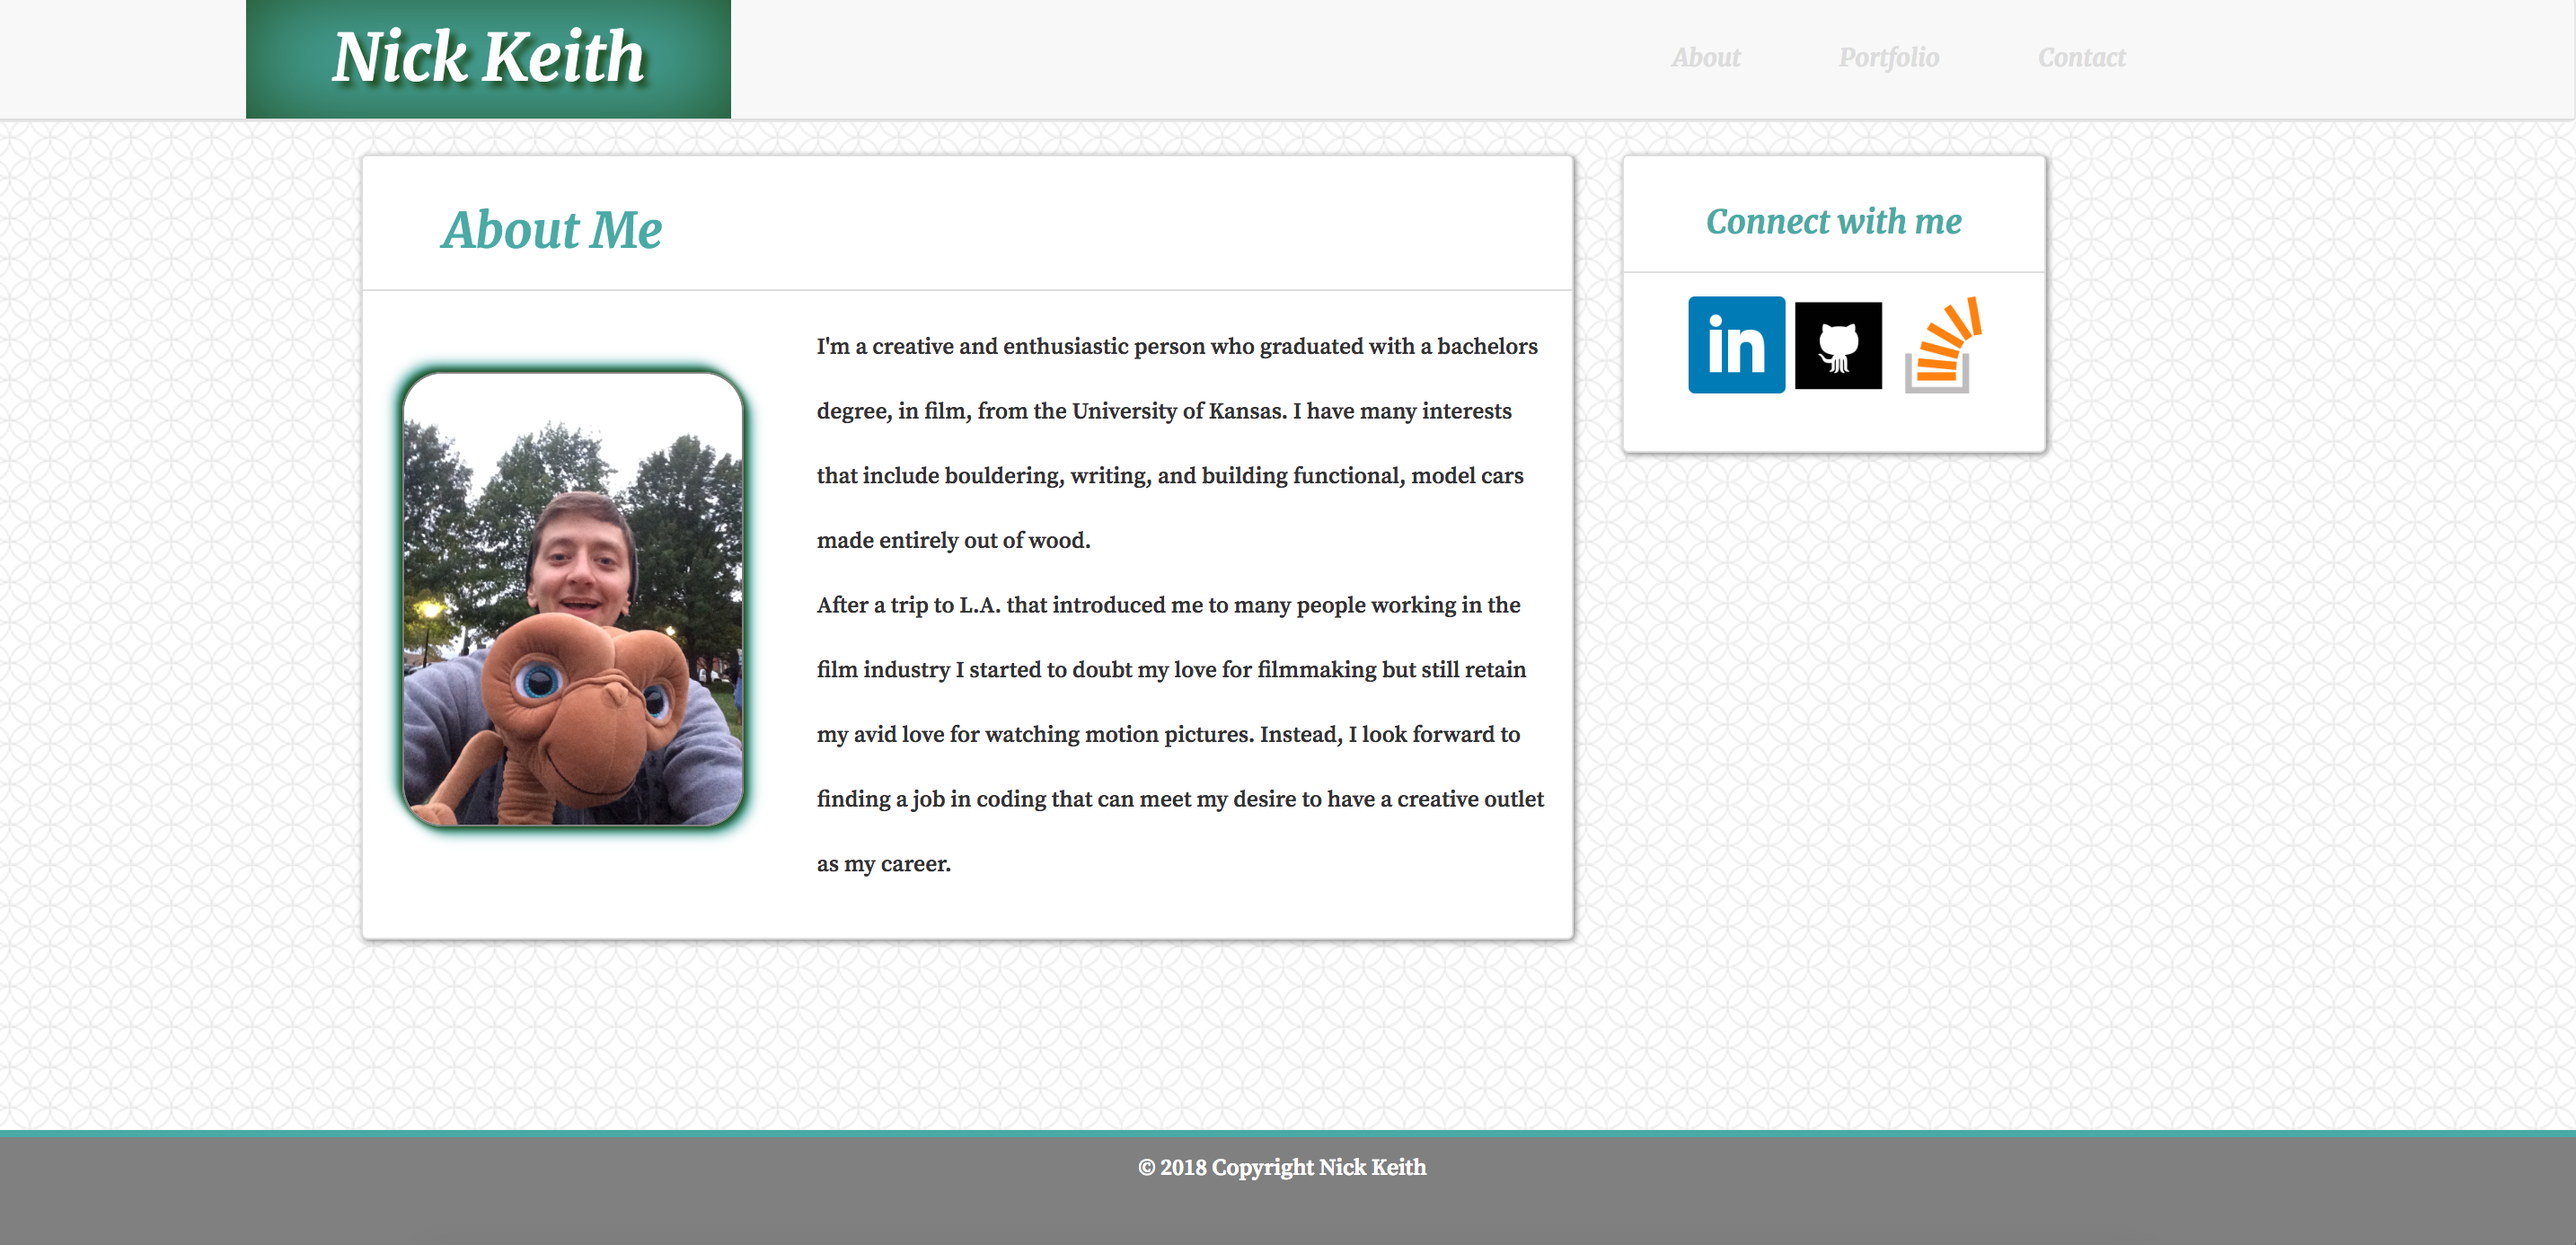 Nick Keith
About
Portfolio
Contact
About Me
I'm a creative and enthusiastic person who graduated with a bachelors
degree, in film, from the University of Kansas. I have many interests
that include bouldering, writing, and building functional, model cars
made entirely out of wood.
After a trip to L.A. that introduced me to many people working in the
film industry I started to doubt my love for filmmaking but still retain
my avid love for watching motion pictures. Instead, I look forward to
finding a job in coding that can meet my desire to have a creative outlet
as my career.
Connect with me
in
© 2018 Copyright Nick Keith